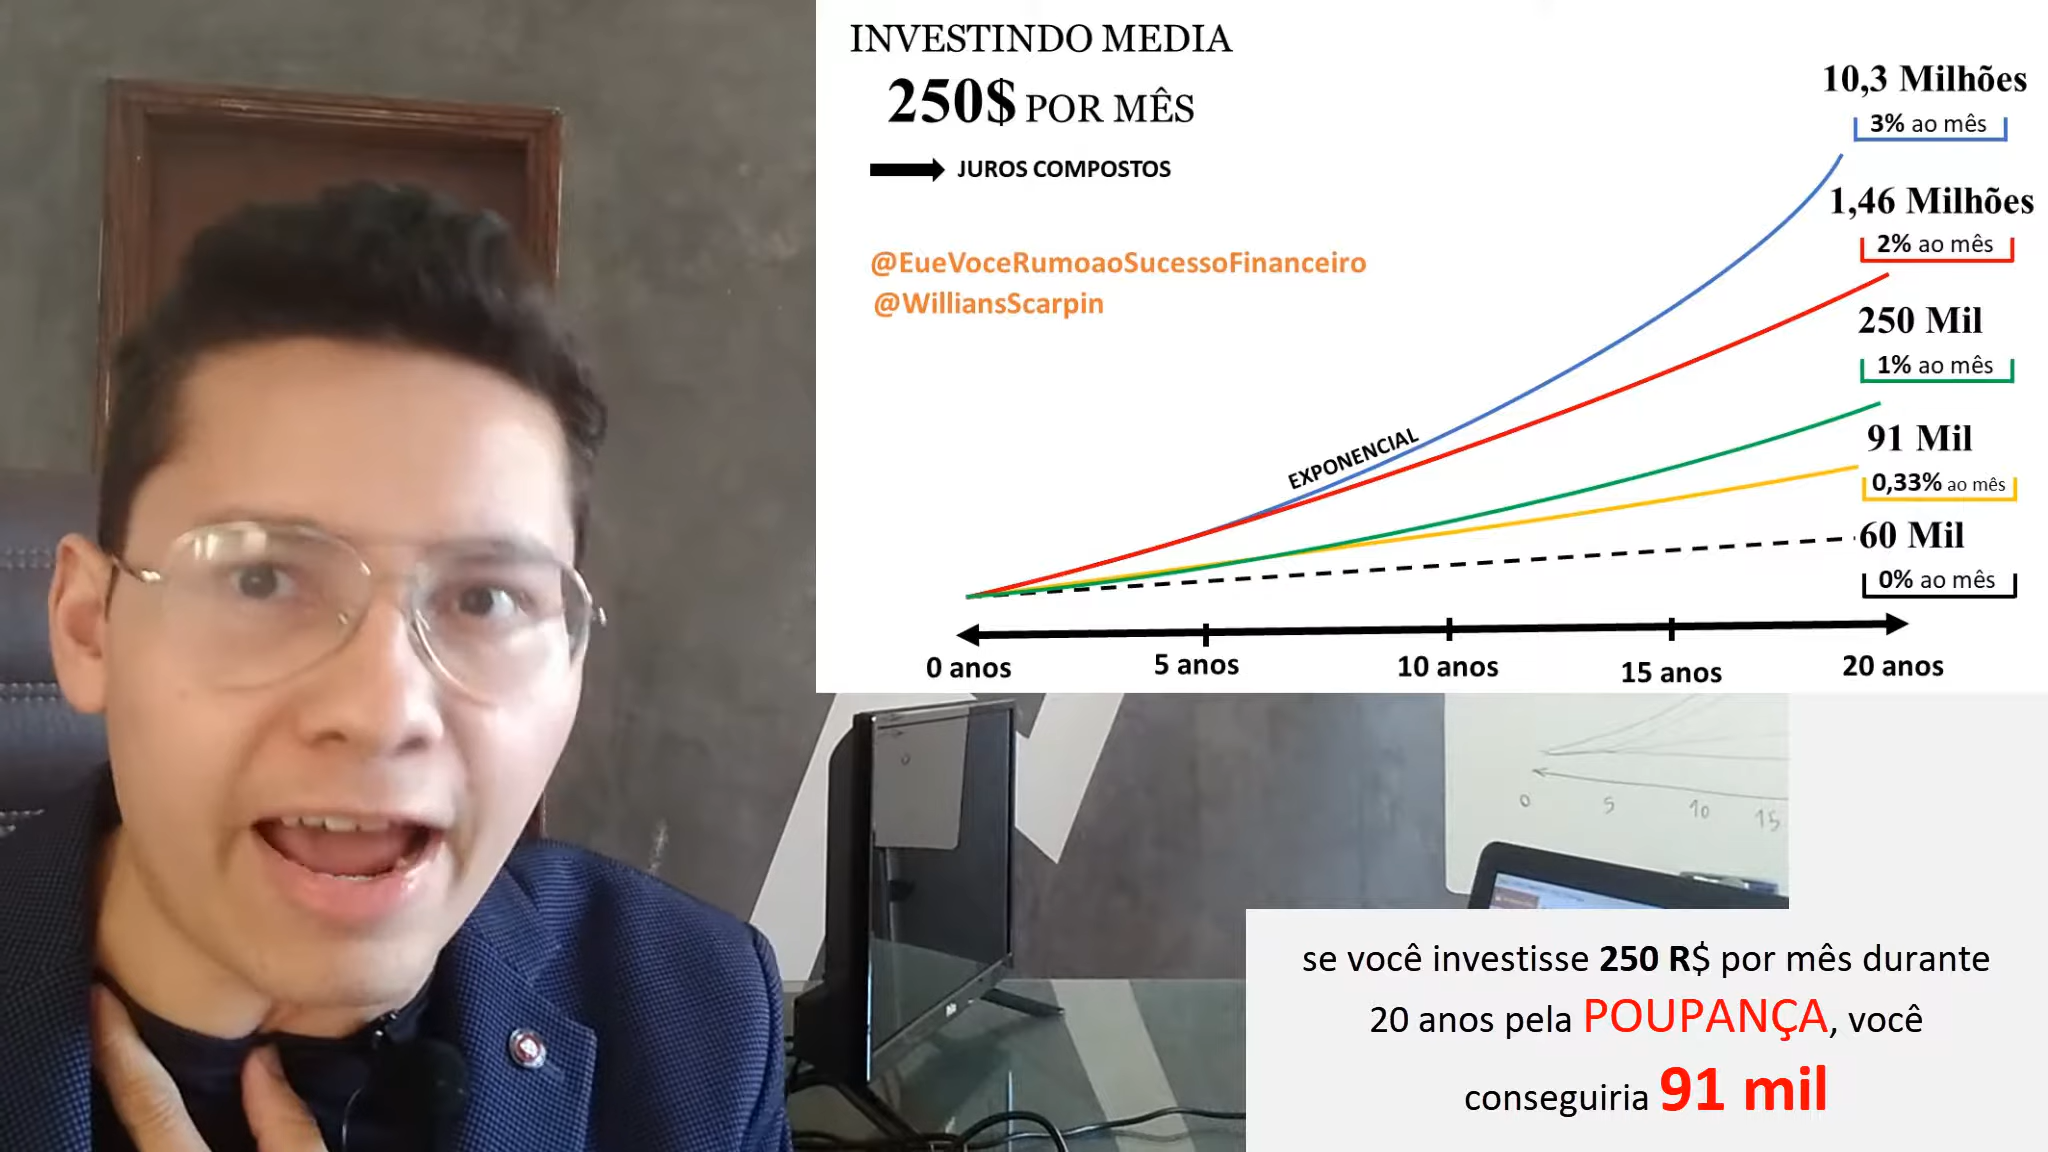 INVESTINDO MEDIA
250$ POR MÊS
JUROS COMPOSTOS
@EueVoceRumoaoSucessoFinanceiro
@WilliansScarpin
EXPONENCIAL
10,3 Milhões
3% ao mês
1,46 Milhões
2% ao mês
250 Mil
1% ao mês
91 Mil
0,33% ao mês
60 Mil
0% ao mês
0 anos
5 anos
10 anos
15 anos
20 anos
0
5
10
15
se você investisse 250 R$ por mês durante
20 anos pela POUPANÇA, você
conseguiria 91 mil